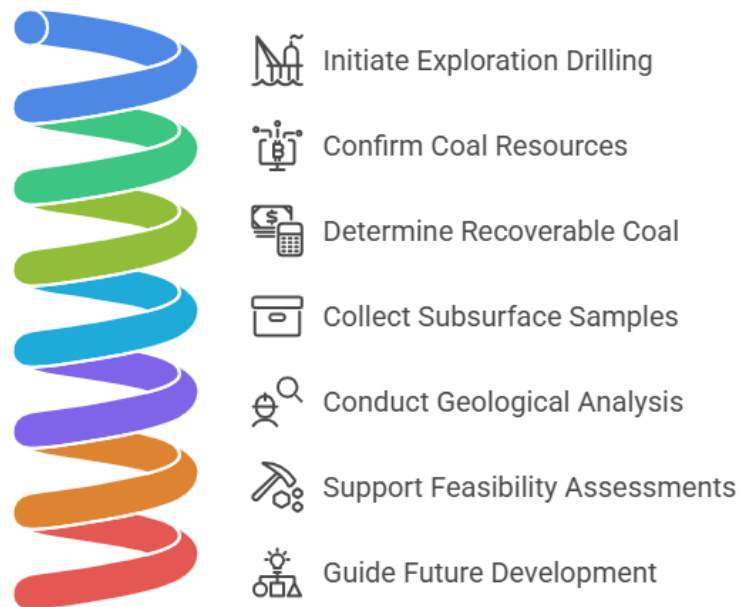 Initiate Exploration Drilling
Confirm Coal Resources
Determine Recoverable Coal
Collect Subsurface Samples
Conduct Geological Analysis
Support Feasibility Assessments
Guide Future Development